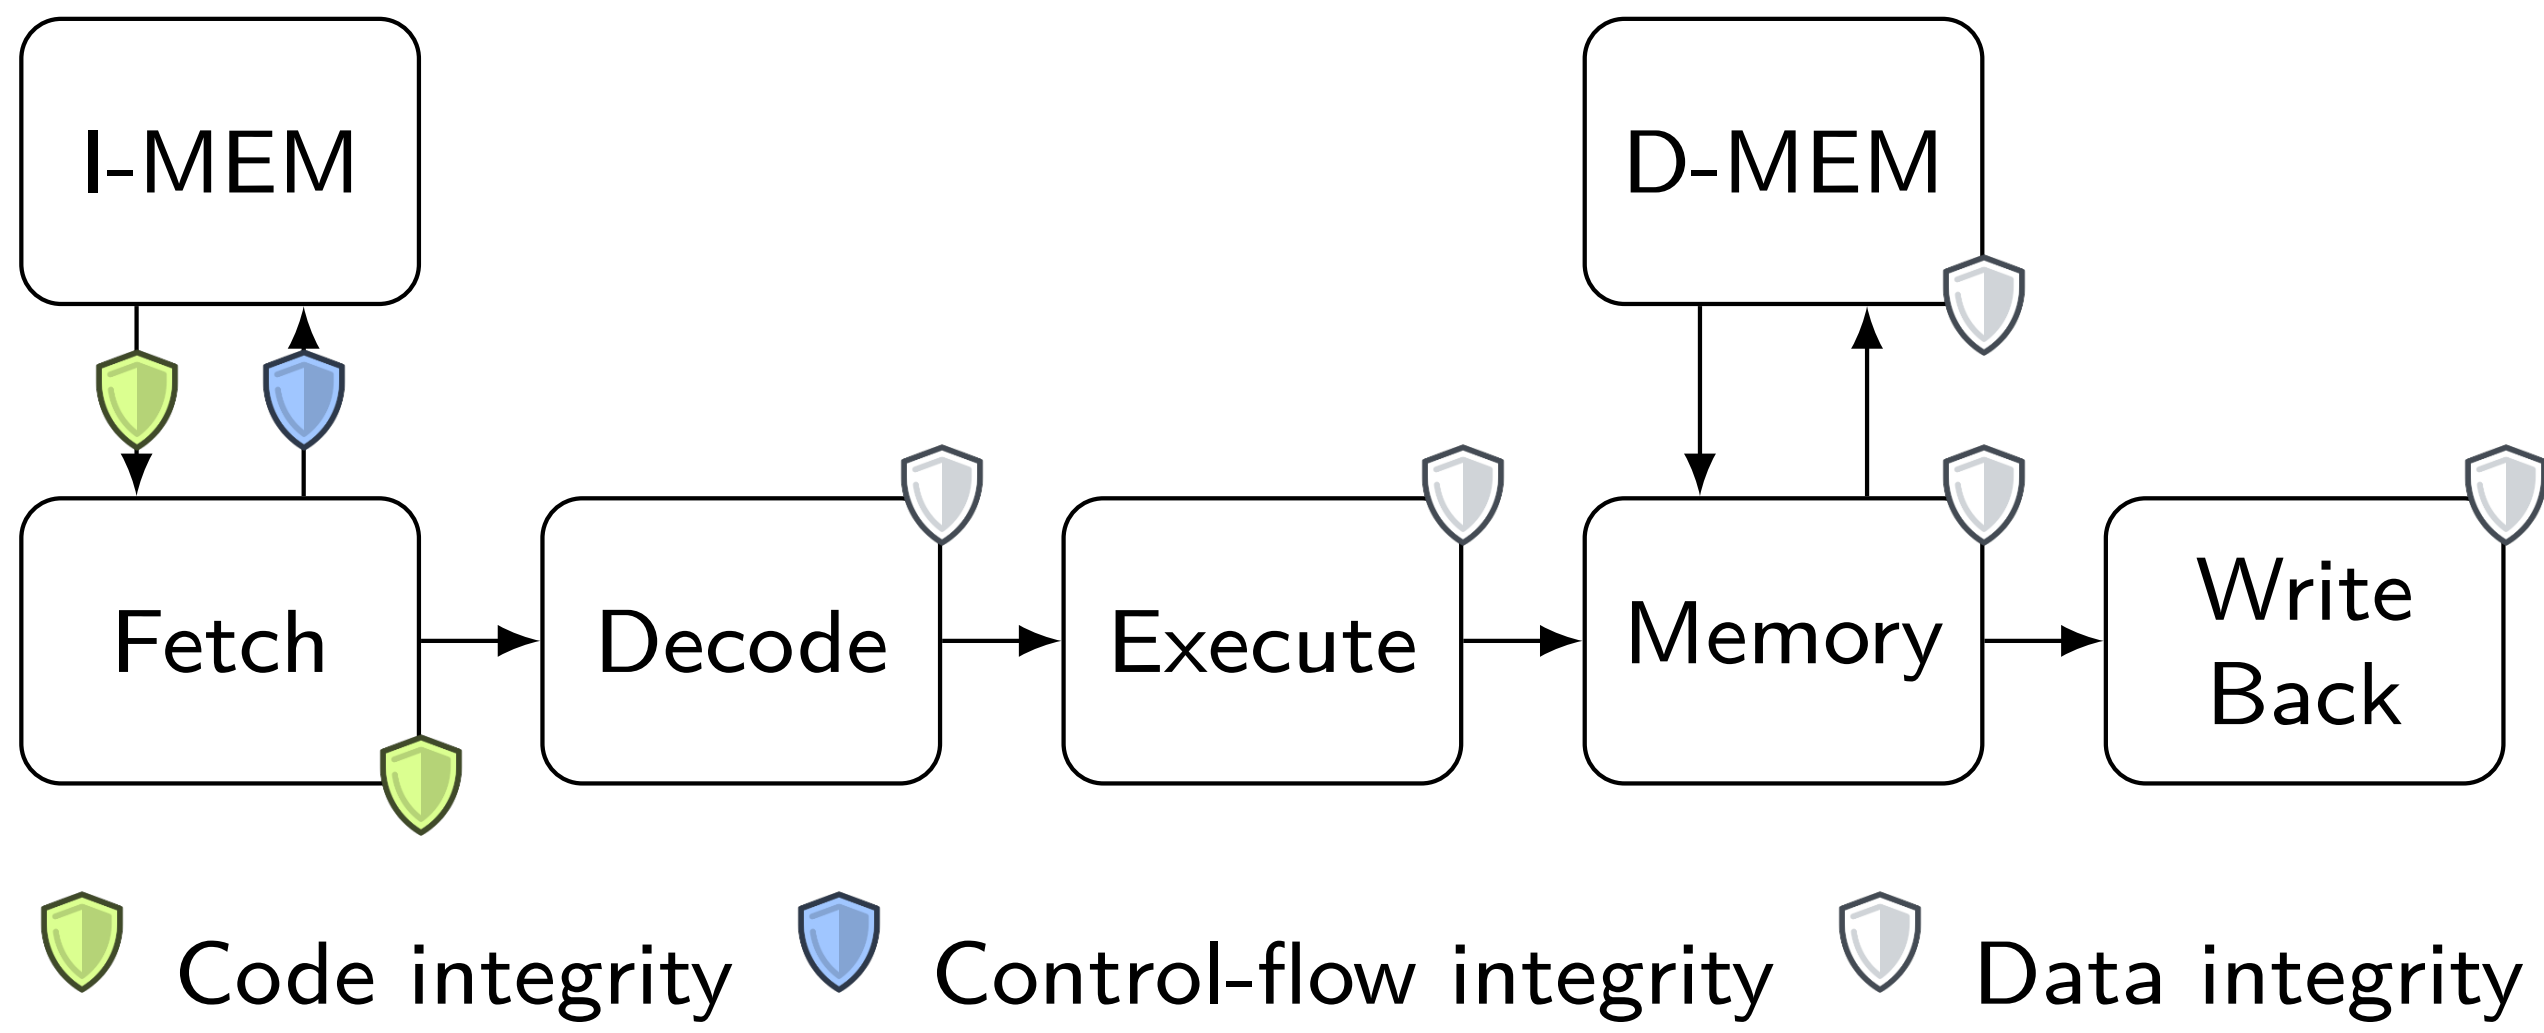 I-MEM
D-MEM
Fetch
Decode
Execute
Memory
Write
Back
Code integrity
Control-flow integrity
Data integrity